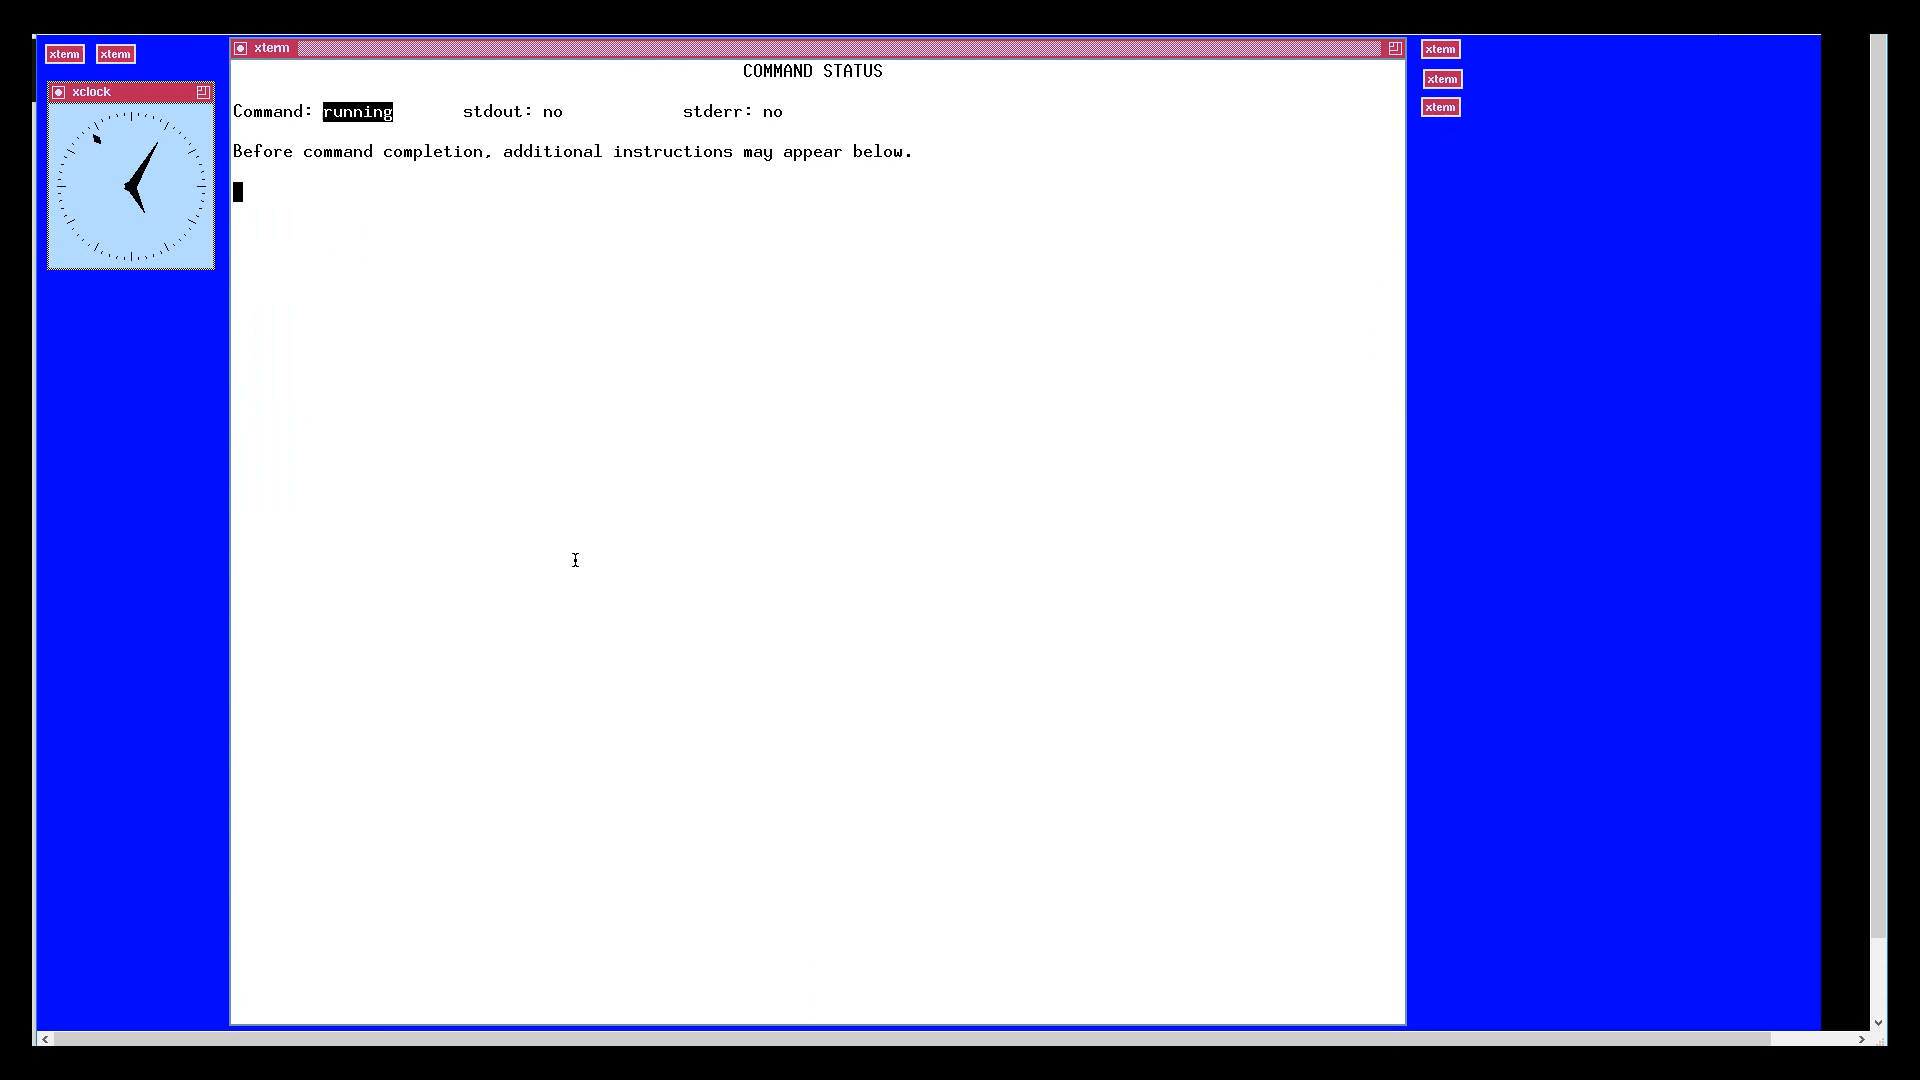 xterm xterm
xterm
xterm
xterm
xterm
xclock
COMMAND STATUS
Command: running stdout: no stderr: no
Before command completion, additional instructions may appear below.